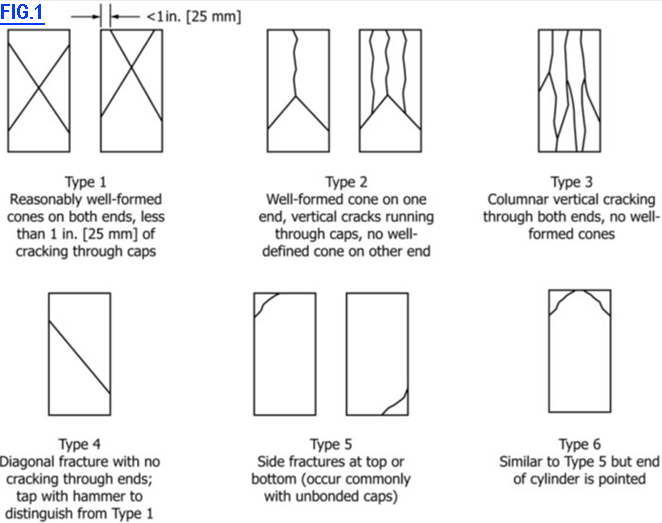 FIG.1
<1 in. [25 mm]
Type 1
Reasonably well-formed
cones on both ends, less
than 1 in. [25 mm] of
cracking through caps
Type 2
Well-formed cone on one
end, vertical cracks running
through caps, no well-
defined cone on other end
Type 3
Columnar vertical cracking
through both ends, no well-
formed cones
Type 4
Diagonal fracture with no
cracking through ends;
tap with hammer to
distinguish from Type 1
Type 5
Side fractures at top or
bottom (occur commonly
with unbonded caps)
Type 6
Similar to Type 5 but end
of cylinder is pointed